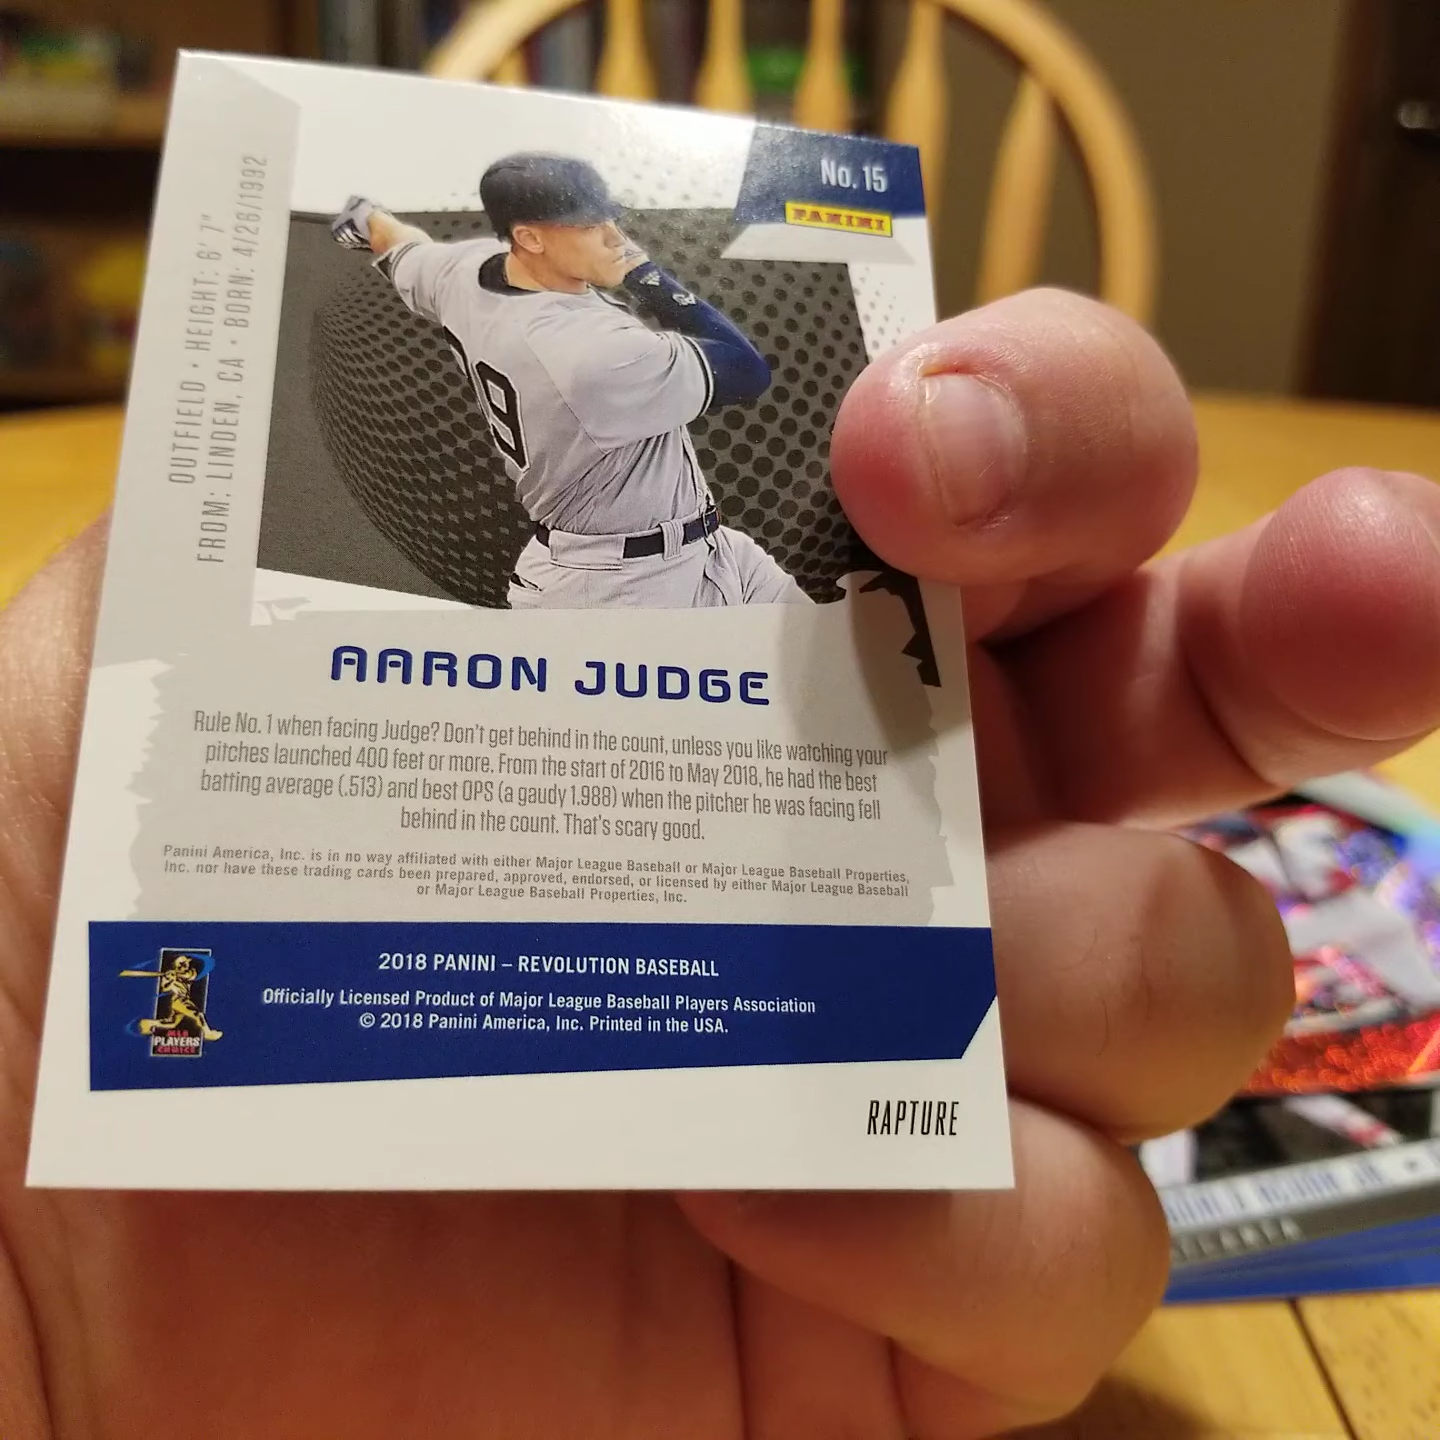 No. 15
PANINI
OUTFIELD • HEIGHT: 6' 7"
FROM: LINDEN, CA • BORN: 4/26/1992
9
AARON JUDGE
Rule No. 1 when facing Judge? Don't get behind in the count, unless you like watching your
pitches launched 400 feet or more. From the start of 2016 to May 2018, he had the best
batting average (.513) and best OPS (a gaudy 1.988) when the pitcher he was facing fell
behind in the count. That's scary good.
Panini America, Inc. is in no way affiliated with either Major League Baseball or Major League Baseball Properties,
Inc. nor have these trading cards been prepared, approved, endorsed, or licensed by either Major League Baseball
or Major League Baseball Properties, Inc.
2018 PANINI – REVOLUTION BASEBALL
Officially Licensed Product of Major League Baseball Players Association
© 2018 Panini America, Inc. Printed in the USA.
MLB
PLAYERS
CHOICE
RAPTURE
ATLANTA